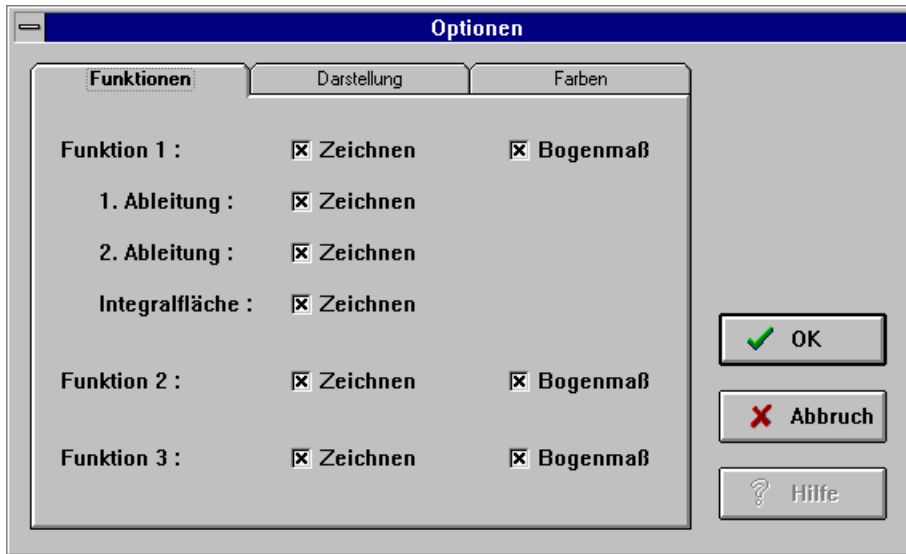 Optionen
Funktionen Darstellung Farben
Funktion 1 : Zeichnen Bogenmaß
1. Ableitung : Zeichnen
2. Ableitung : Zeichnen
Integralfläche : Zeichnen
Funktion 2 : Zeichnen Bogenmaß
Funktion 3 : Zeichnen Bogenmaß
OK
Abbruch
Hilfe